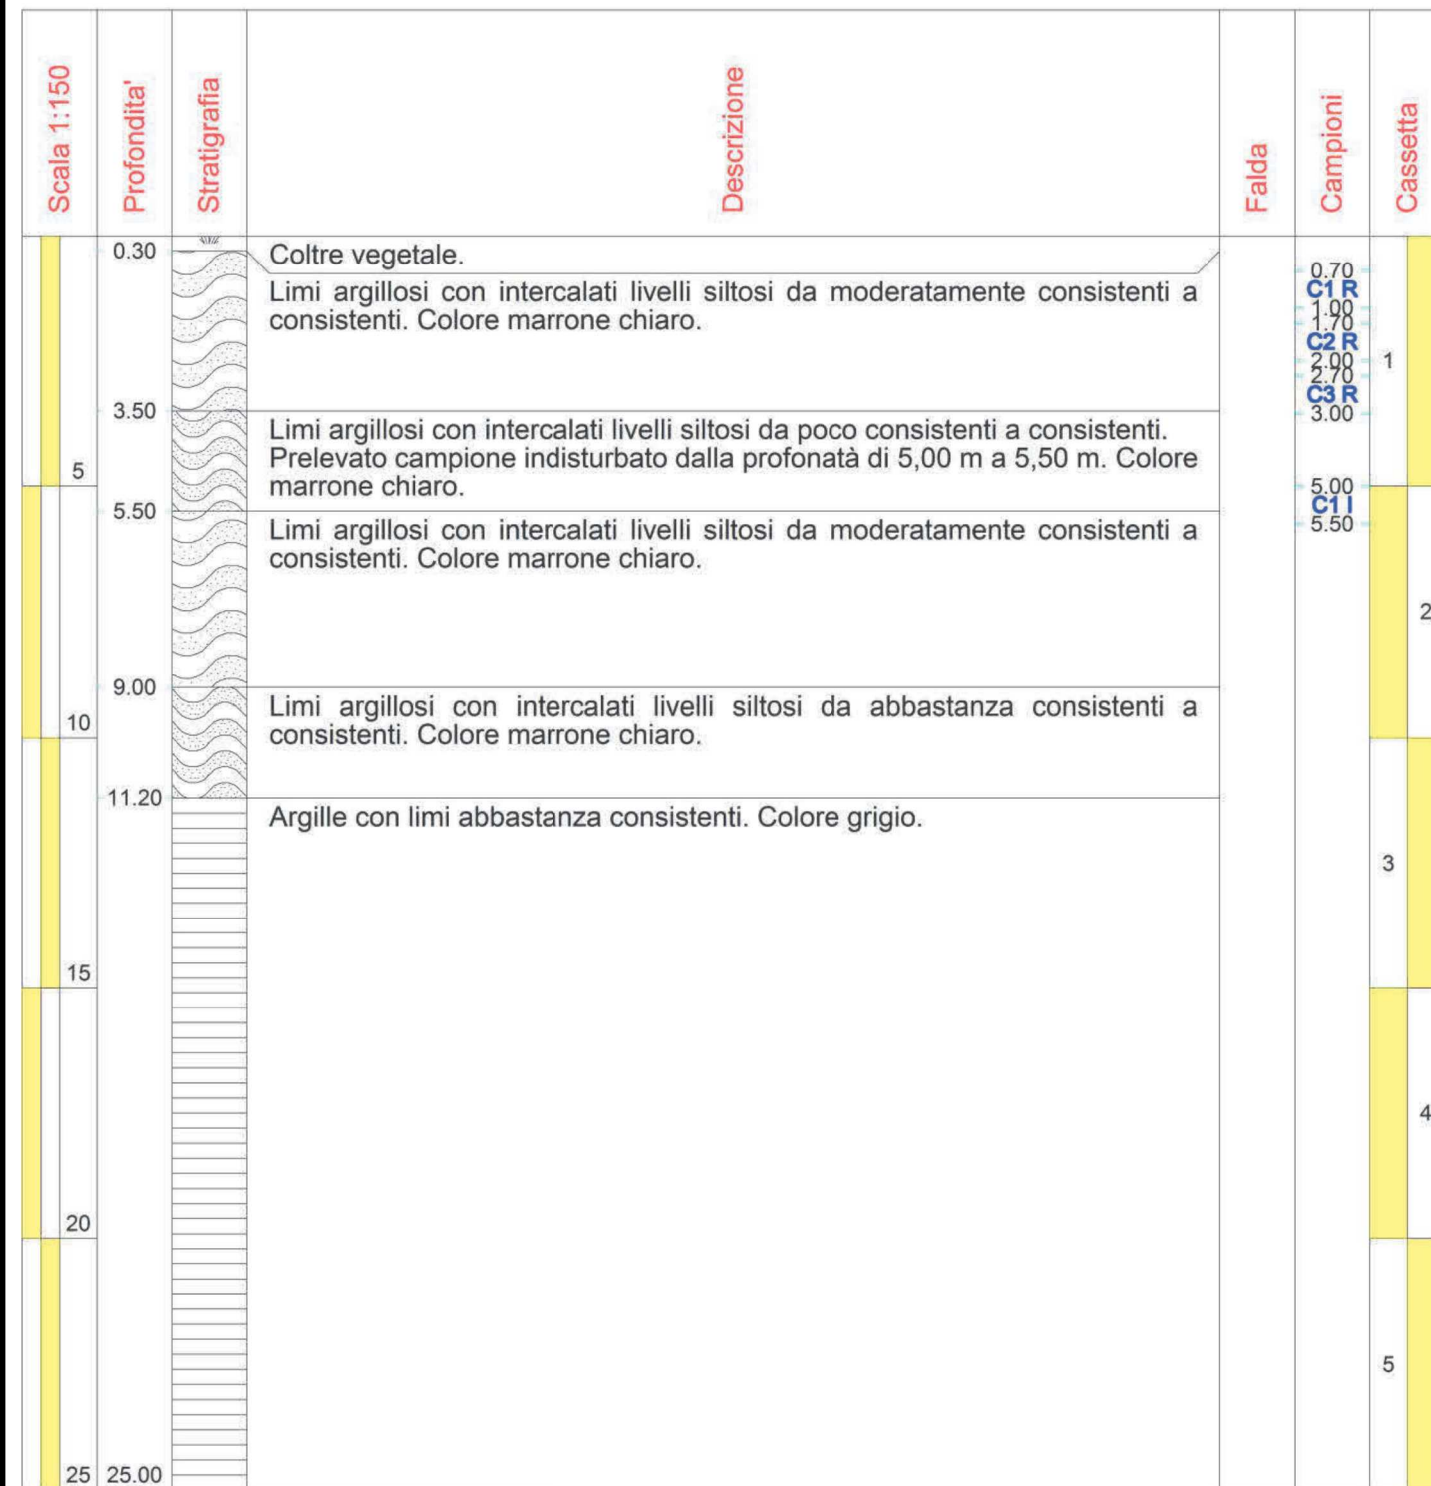 Scala 1:150
Profondita'
Stratigrafia
Descrizione
Falda
Campioni
Cassetta
0.30
Coltre vegetale.
Limi argillosi con intercalati livelli siltosi da moderatamente consistenti a
consistenti. Colore marrone chiaro.
0.70
C1 R
1.00
1.70
C2 R
2.00
2.70
C3 R
3.00
1
3.50
Limi argillosi con intercalati livelli siltosi da poco consistenti a consistenti.
Prelevato campione indisturbato dalla profonatà di 5,00 m a 5,50 m. Colore
marrone chiaro.
5
5.00
C1 I
5.50
5.50
Limi argillosi con intercalati livelli siltosi da moderatamente consistenti a
consistenti. Colore marrone chiaro.
2
9.00
Limi argillosi con intercalati livelli siltosi da abbastanza consistenti a
consistenti. Colore marrone chiaro.
10
11.20
Argille con limi abbastanza consistenti. Colore grigio.
3
15
4
20
5
25
25.00